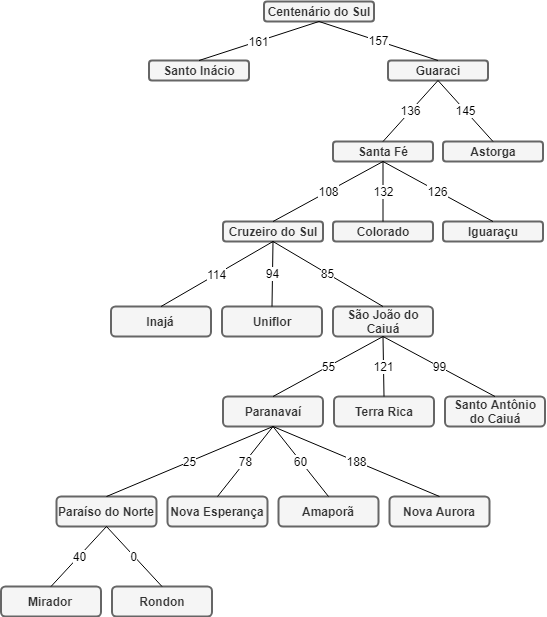 Centenário do Sul
161
157
Santo Inácio
Guaraci
136
145
Santa Fé
Astorga
108
132
126
Cruzeiro do Sul
Colorado
Iguaraçu
114
94
85
Inajá
Uniflor
São João do
Caiuá
55
121
99
Paranavaí
Terra Rica
Santo Antônio
do Caiuá
25
78
60
188
Paraíso do Norte
Nova Esperança
Amaporã
Nova Aurora
40
0
Mirador
Rondon